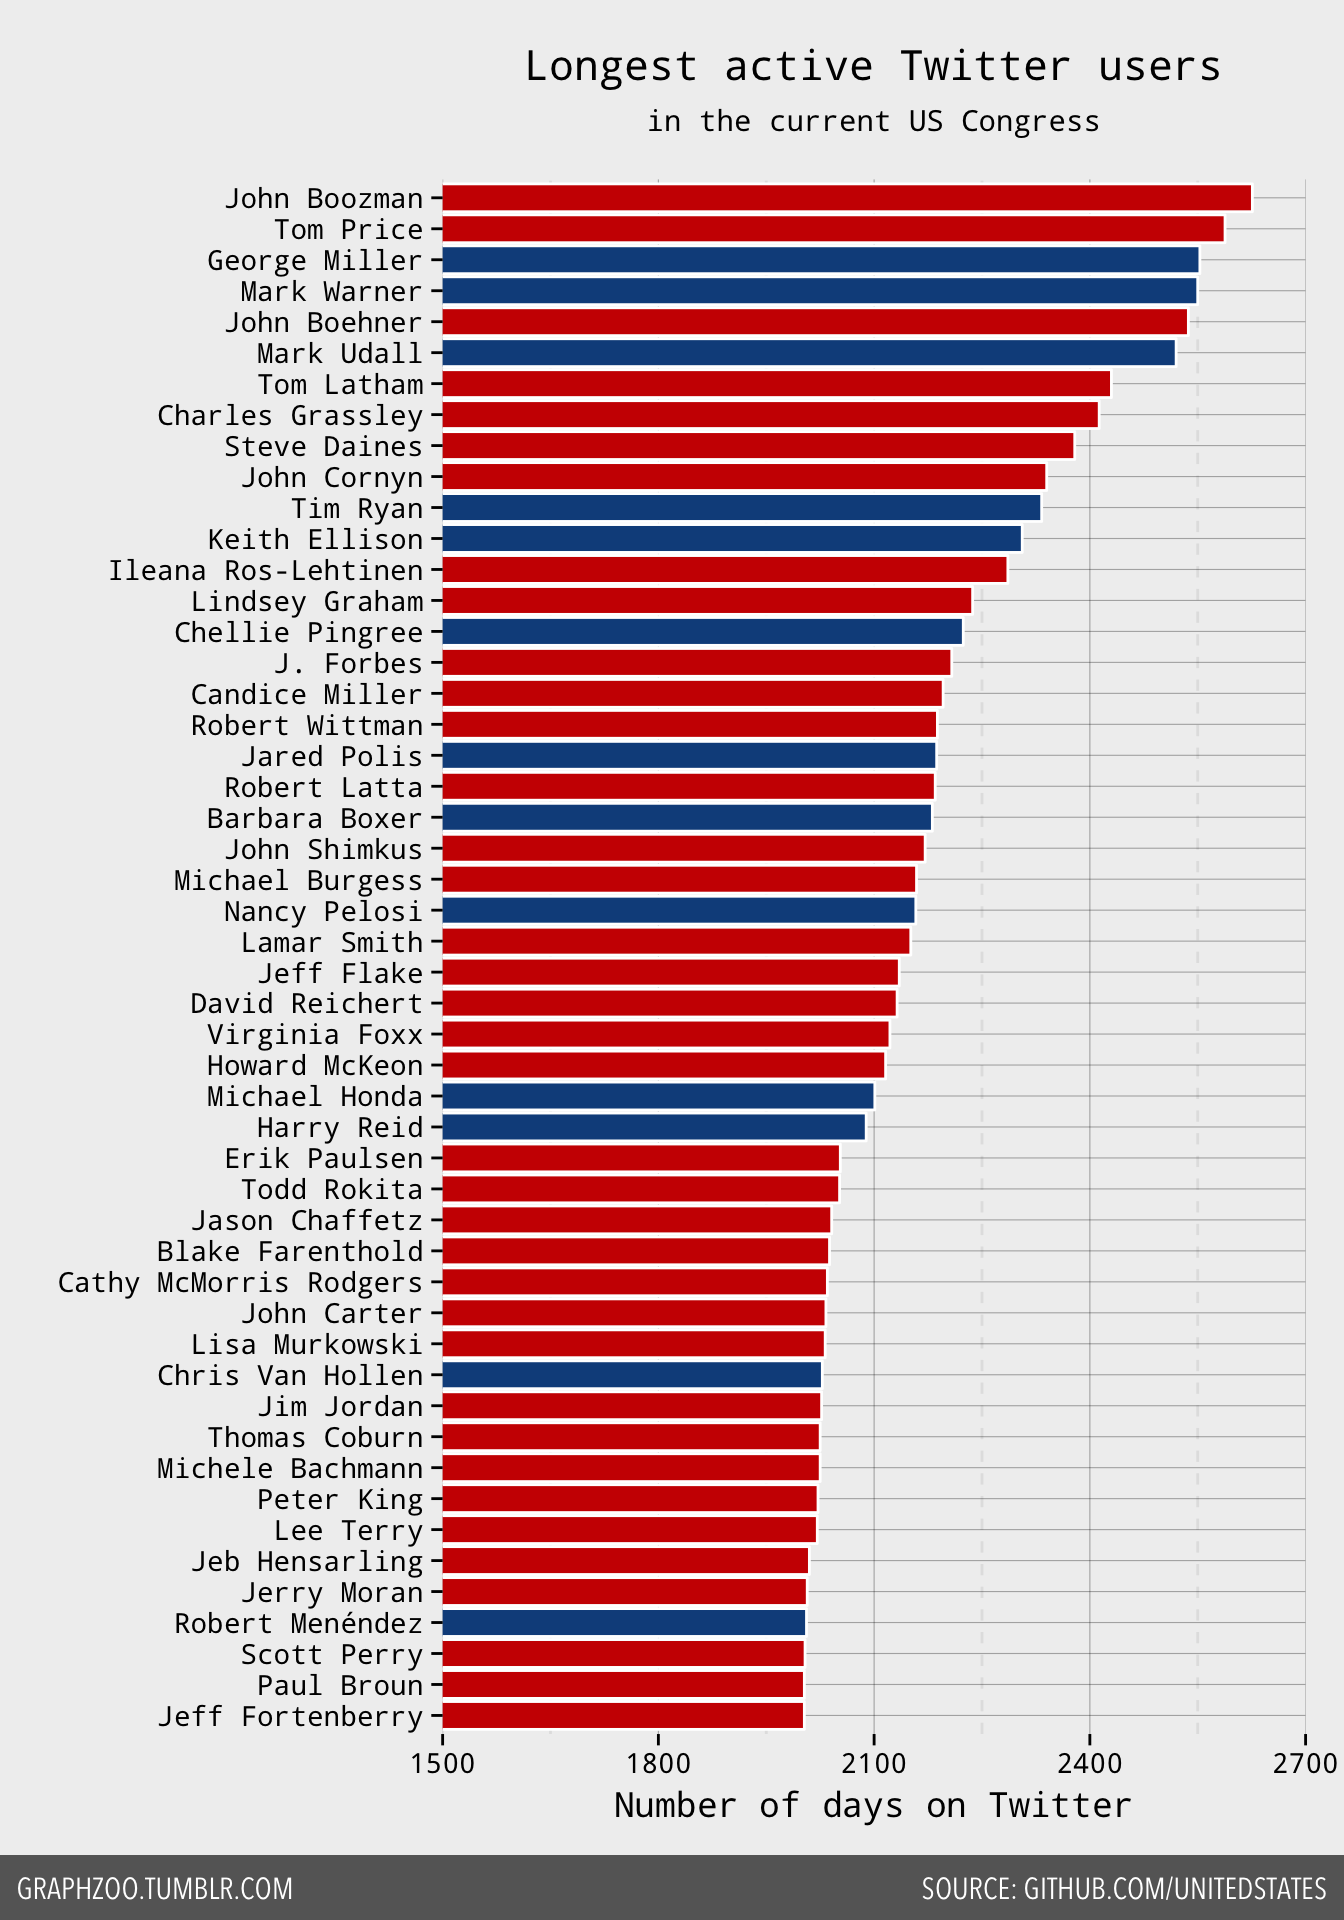 Longest active Twitter users
in the current US Congress
John Boozman
Tom Price
George Miller
Mark Warner
John Boehner
Mark Udall
Tom Latham
Charles Grassley
Steve Daines
John Cornyn
Tim Ryan
Keith Ellison
Ileana Ros-Lehtinen
Lindsey Graham
Chellie Pingree
J. Forbes
Candice Miller
Robert Wittman
Jared Polis
Robert Latta
Barbara Boxer
John Shimkus
Michael Burgess
Nancy Pelosi
Lamar Smith
Jeff Flake
David Reichert
Virginia Foxx
Howard McKeon
Michael Honda
Harry Reid
Erik Paulsen
Todd Rokita
Jason Chaffetz
Blake Farenthold
Cathy McMorris Rodgers
John Carter
Lisa Murkowski
Chris Van Hollen
Jim Jordan
Thomas Coburn
Michele Bachmann
Peter King
Lee Terry
Jeb Hensarling
Jerry Moran
Robert Menéndez
Scott Perry
Paul Broun
Jeff Fortenberry
1500 1800 2100 2400 2700
Number of days on Twitter
GRAPHZOO.TUMBLR.COM SOURCE: GITHUB.COM/UNITEDSTATES